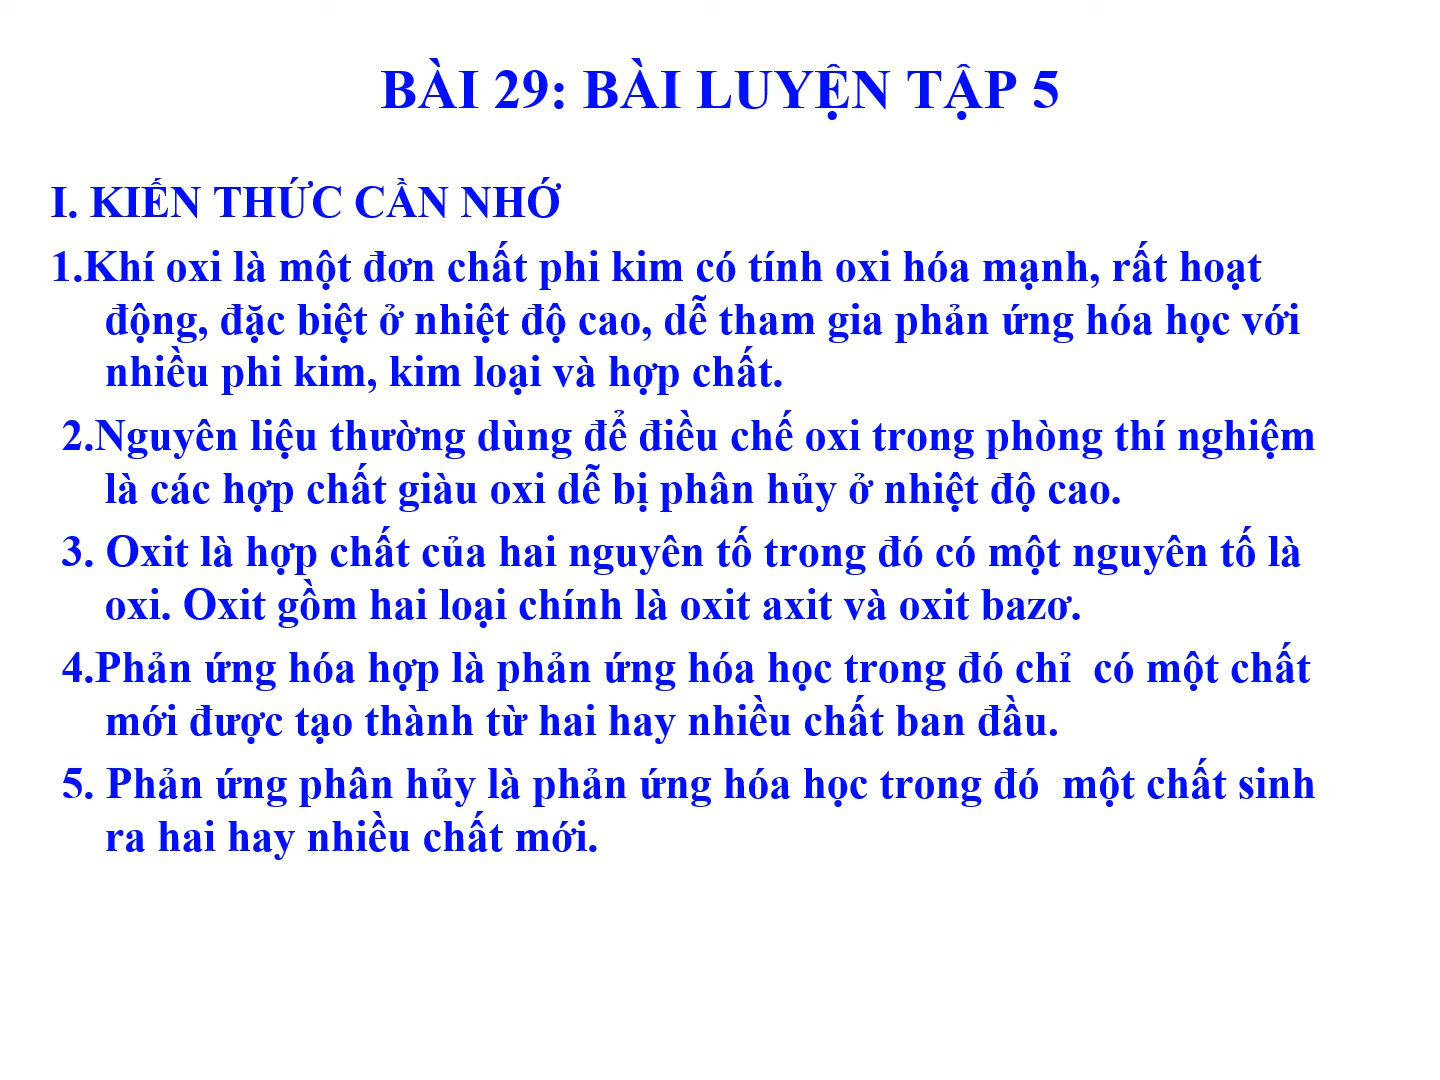 BÀI 29: BÀI LUYỆN TẬP 5
I. KIẾN THỨC CẦN NHỚ
1.Khí oxi là một đơn chất phi kim có tính oxi hóa mạnh, rất hoạt
động, đặc biệt ở nhiệt độ cao, dễ tham gia phản ứng hóa học với
nhiều phi kim, kim loại và hợp chất.
2.Nguyên liệu thường dùng để điều chế oxi trong phòng thí nghiệm
là các hợp chất giàu oxi dễ bị phân hủy ở nhiệt độ cao.
3. Oxit là hợp chất của hai nguyên tố trong đó có một nguyên tố là
oxi. Oxit gồm hai loại chính là oxit axit và oxit bazơ.
4.Phản ứng hóa hợp là phản ứng hóa học trong đó chỉ  có một chất
mới được tạo thành từ hai hay nhiều chất ban đầu.
5. Phản ứng phân hủy là phản ứng hóa học trong đó  một chất sinh
ra hai hay nhiều chất mới.